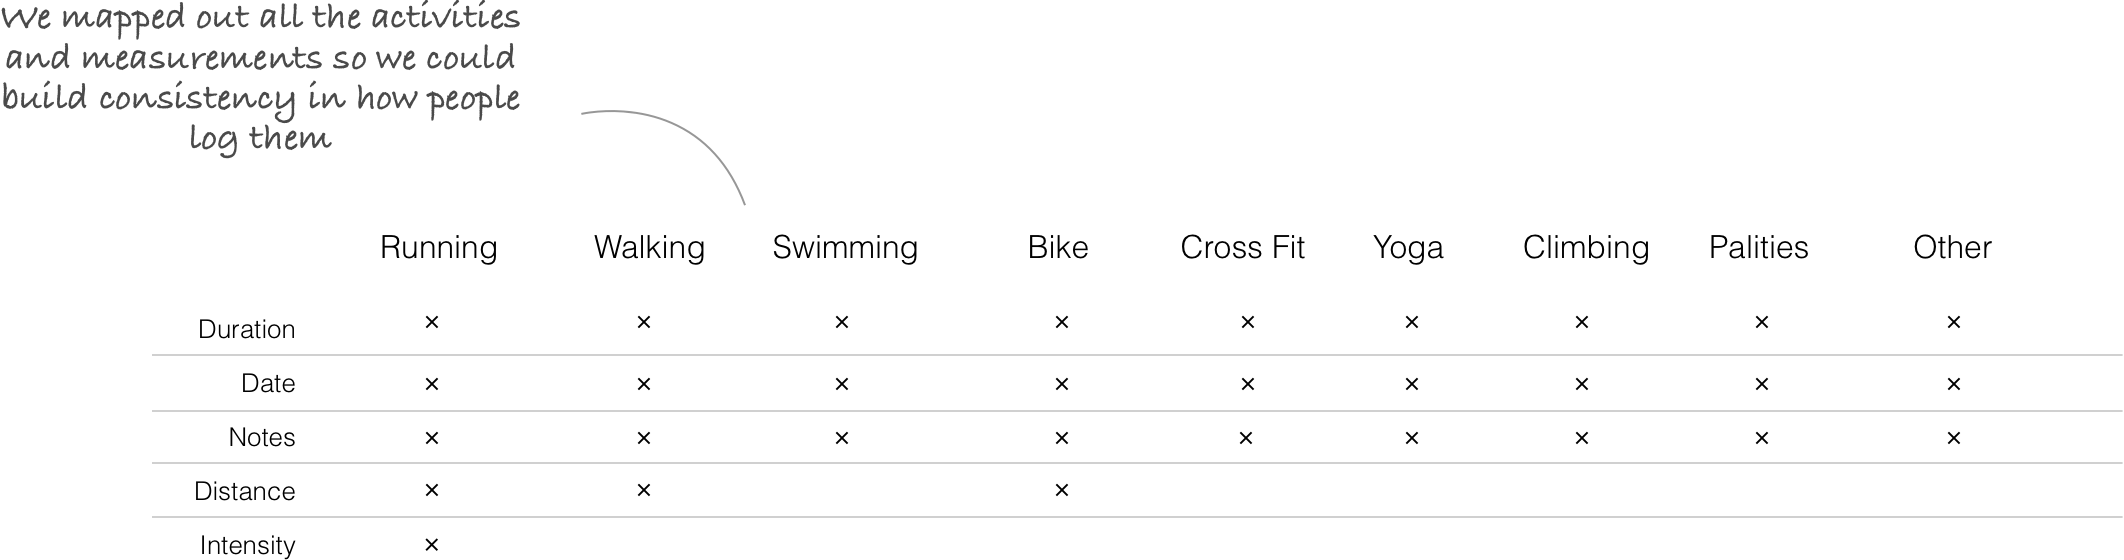 We mapped out all the activities
and measurements so we could
build consistency in how people
log them
Running Walking Swimming Bike Cross Fit Yoga Climbing Palities Other
Duration × × × × × × × × ×
Date × × × × × × × × ×
Notes × × × × × × × × ×
Distance × × ×
Intensity ×